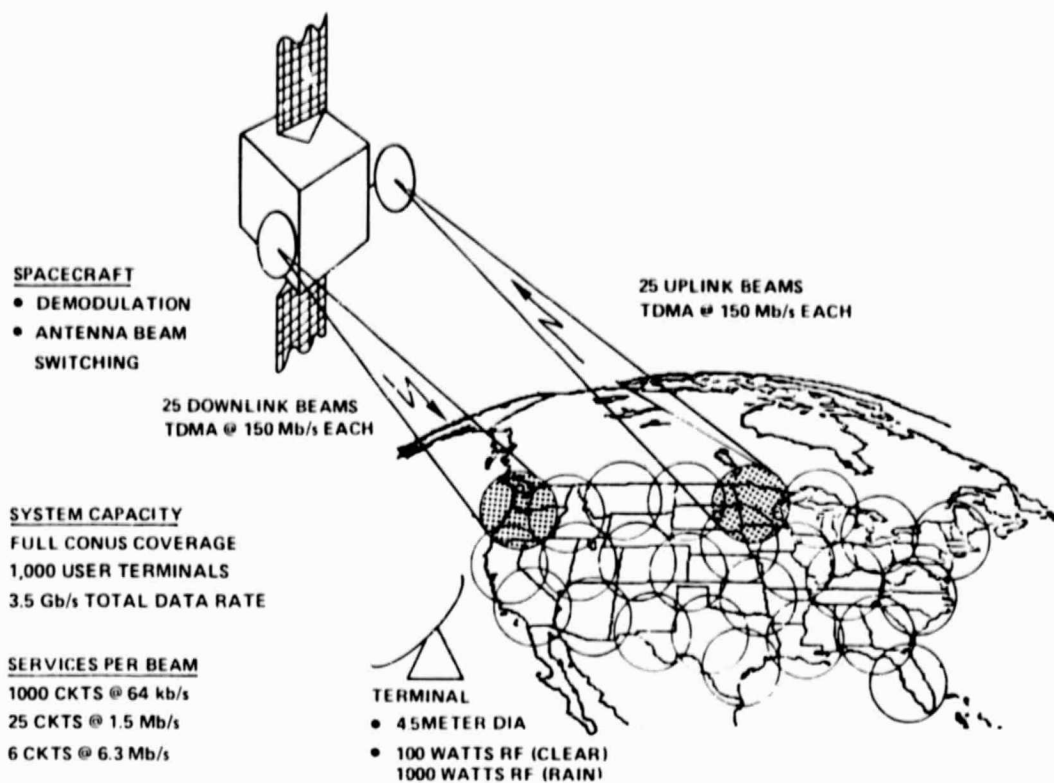 SPACECRAFT
• DEMODULATION
• ANTENNA BEAM
SWITCHING
25 UPLINK BEAMS
TDMA @ 150 Mb/s EACH
25 DOWNLINK BEAMS
TDMA @ 150 Mb/s EACH
SYSTEM CAPACITY
FULL CONUS COVERAGE
1,000 USER TERMINALS
3.5 Gb/s TOTAL DATA RATE
SERVICES PER BEAM
1000 CKTS @ 64 kb/s
25 CKTS @ 1.5 Mb/s
6 CKTS @ 6.3 Mb/s
TERMINAL
• 45METER DIA
• 100 WATTS RF (CLEAR)
1000 WATTS RF (RAIN)